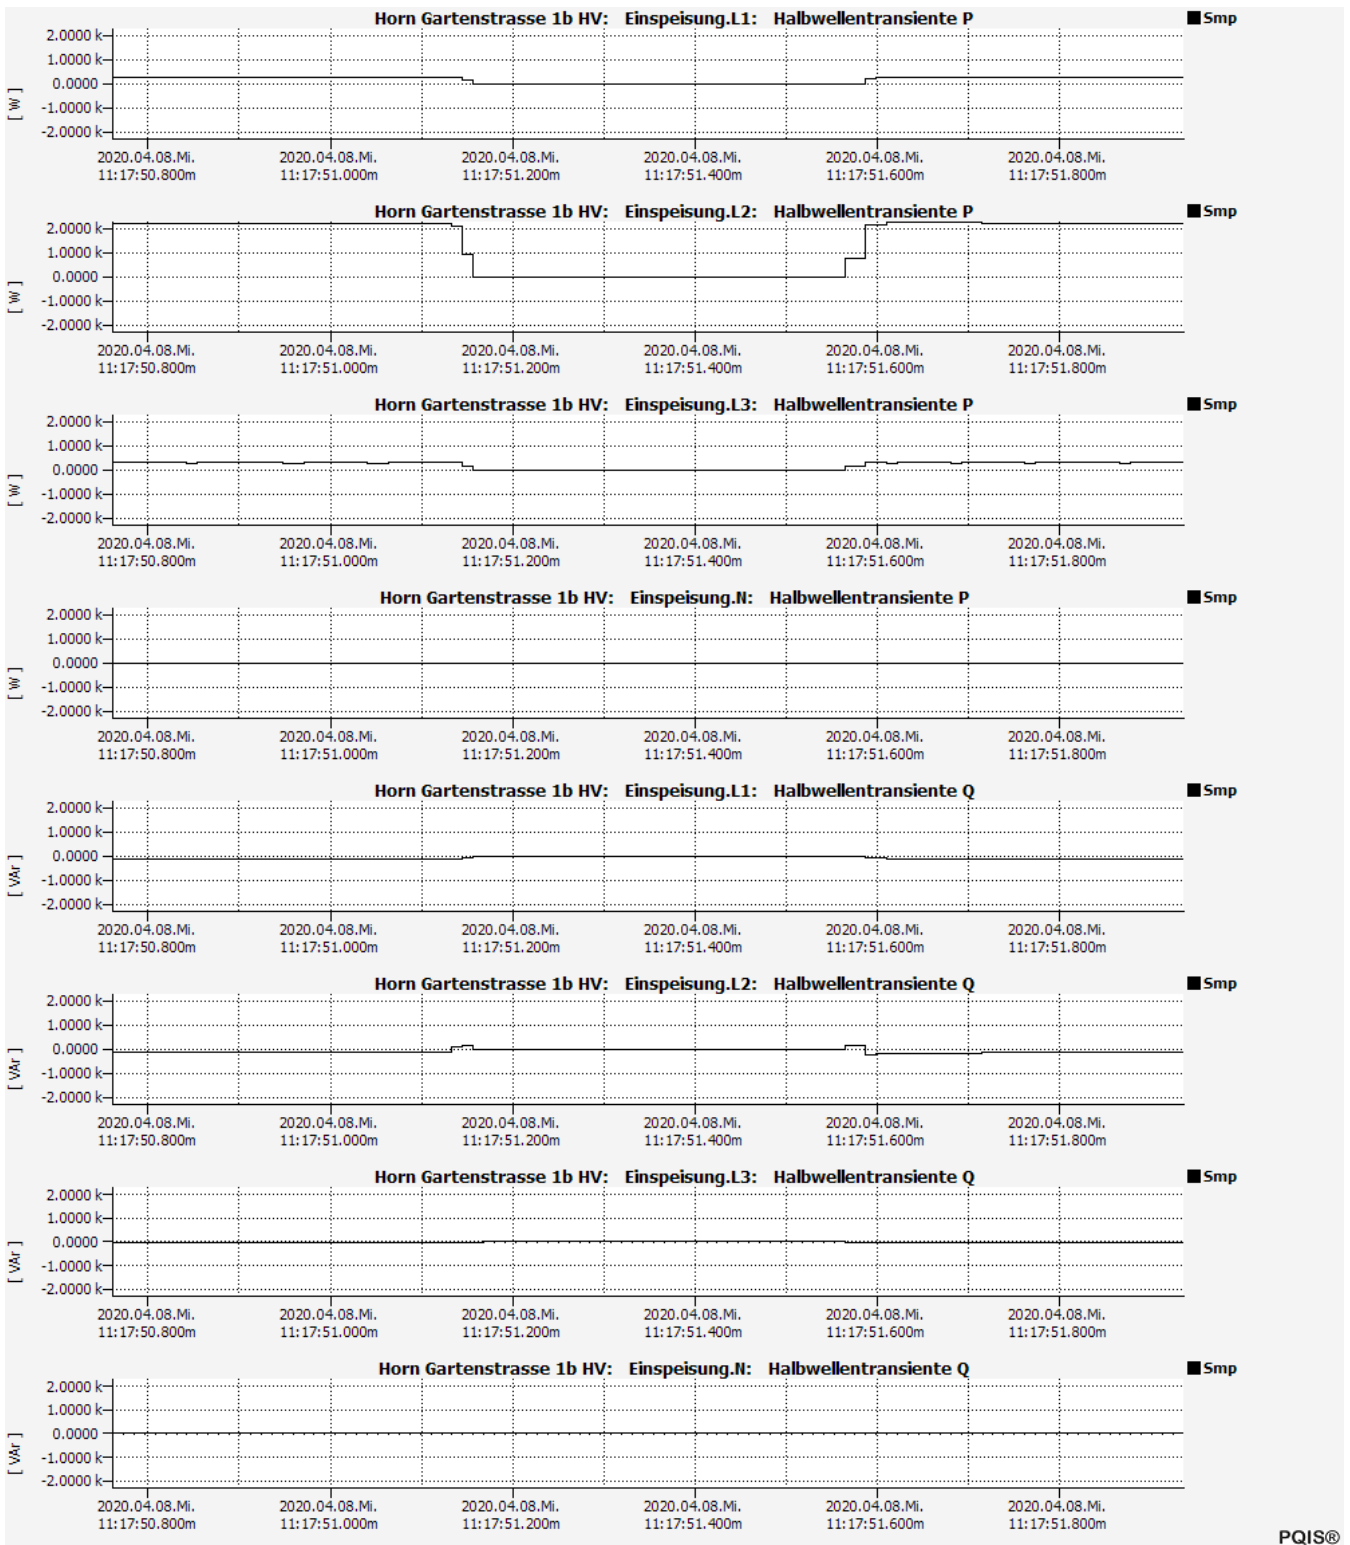 Horn Gartenstrasse 1b HV: Einspeisung.L1: Halbwellentransiente P
Smp
2.0000 k
1.0000 k
0.0000
-1.0000 k
-2.0000 k
[ W ]
2020.04.08.Mi. 2020.04.08.Mi. 2020.04.08.Mi. 2020.04.08.Mi. 2020.04.08.Mi. 2020.04.08.Mi.
11:17:50.800m 11:17:51.000m 11:17:51.200m 11:17:51.400m 11:17:51.600m 11:17:51.800m
Horn Gartenstrasse 1b HV: Einspeisung.L2: Halbwellentransiente P
Smp
2.0000 k
1.0000 k
0.0000
-1.0000 k
-2.0000 k
[ W ]
2020.04.08.Mi. 2020.04.08.Mi. 2020.04.08.Mi. 2020.04.08.Mi. 2020.04.08.Mi. 2020.04.08.Mi.
11:17:50.800m 11:17:51.000m 11:17:51.200m 11:17:51.400m 11:17:51.600m 11:17:51.800m
Horn Gartenstrasse 1b HV: Einspeisung.L3: Halbwellentransiente P
Smp
2.0000 k
1.0000 k
0.0000
-1.0000 k
-2.0000 k
[ W ]
2020.04.08.Mi. 2020.04.08.Mi. 2020.04.08.Mi. 2020.04.08.Mi. 2020.04.08.Mi. 2020.04.08.Mi.
11:17:50.800m 11:17:51.000m 11:17:51.200m 11:17:51.400m 11:17:51.600m 11:17:51.800m
Horn Gartenstrasse 1b HV: Einspeisung.N: Halbwellentransiente P
Smp
2.0000 k
1.0000 k
0.0000
-1.0000 k
-2.0000 k
[ W ]
2020.04.08.Mi. 2020.04.08.Mi. 2020.04.08.Mi. 2020.04.08.Mi. 2020.04.08.Mi. 2020.04.08.Mi.
11:17:50.800m 11:17:51.000m 11:17:51.200m 11:17:51.400m 11:17:51.600m 11:17:51.800m
Horn Gartenstrasse 1b HV: Einspeisung.L1: Halbwellentransiente Q
Smp
2.0000 k
1.0000 k
0.0000
-1.0000 k
-2.0000 k
[ VAr ]
2020.04.08.Mi. 2020.04.08.Mi. 2020.04.08.Mi. 2020.04.08.Mi. 2020.04.08.Mi. 2020.04.08.Mi.
11:17:50.800m 11:17:51.000m 11:17:51.200m 11:17:51.400m 11:17:51.600m 11:17:51.800m
Horn Gartenstrasse 1b HV: Einspeisung.L2: Halbwellentransiente Q
Smp
2.0000 k
1.0000 k
0.0000
-1.0000 k
-2.0000 k
[ VAr ]
2020.04.08.Mi. 2020.04.08.Mi. 2020.04.08.Mi. 2020.04.08.Mi. 2020.04.08.Mi. 2020.04.08.Mi.
11:17:50.800m 11:17:51.000m 11:17:51.200m 11:17:51.400m 11:17:51.600m 11:17:51.800m
Horn Gartenstrasse 1b HV: Einspeisung.L3: Halbwellentransiente Q
Smp
2.0000 k
1.0000 k
0.0000
-1.0000 k
-2.0000 k
[ VAr ]
2020.04.08.Mi. 2020.04.08.Mi. 2020.04.08.Mi. 2020.04.08.Mi. 2020.04.08.Mi. 2020.04.08.Mi.
11:17:50.800m 11:17:51.000m 11:17:51.200m 11:17:51.400m 11:17:51.600m 11:17:51.800m
Horn Gartenstrasse 1b HV: Einspeisung.N: Halbwellentransiente Q
Smp
2.0000 k
1.0000 k
0.0000
-1.0000 k
-2.0000 k
[ VAr ]
2020.04.08.Mi. 2020.04.08.Mi. 2020.04.08.Mi. 2020.04.08.Mi. 2020.04.08.Mi. 2020.04.08.Mi.
11:17:50.800m 11:17:51.000m 11:17:51.200m 11:17:51.400m 11:17:51.600m 11:17:51.800m
PQIS®